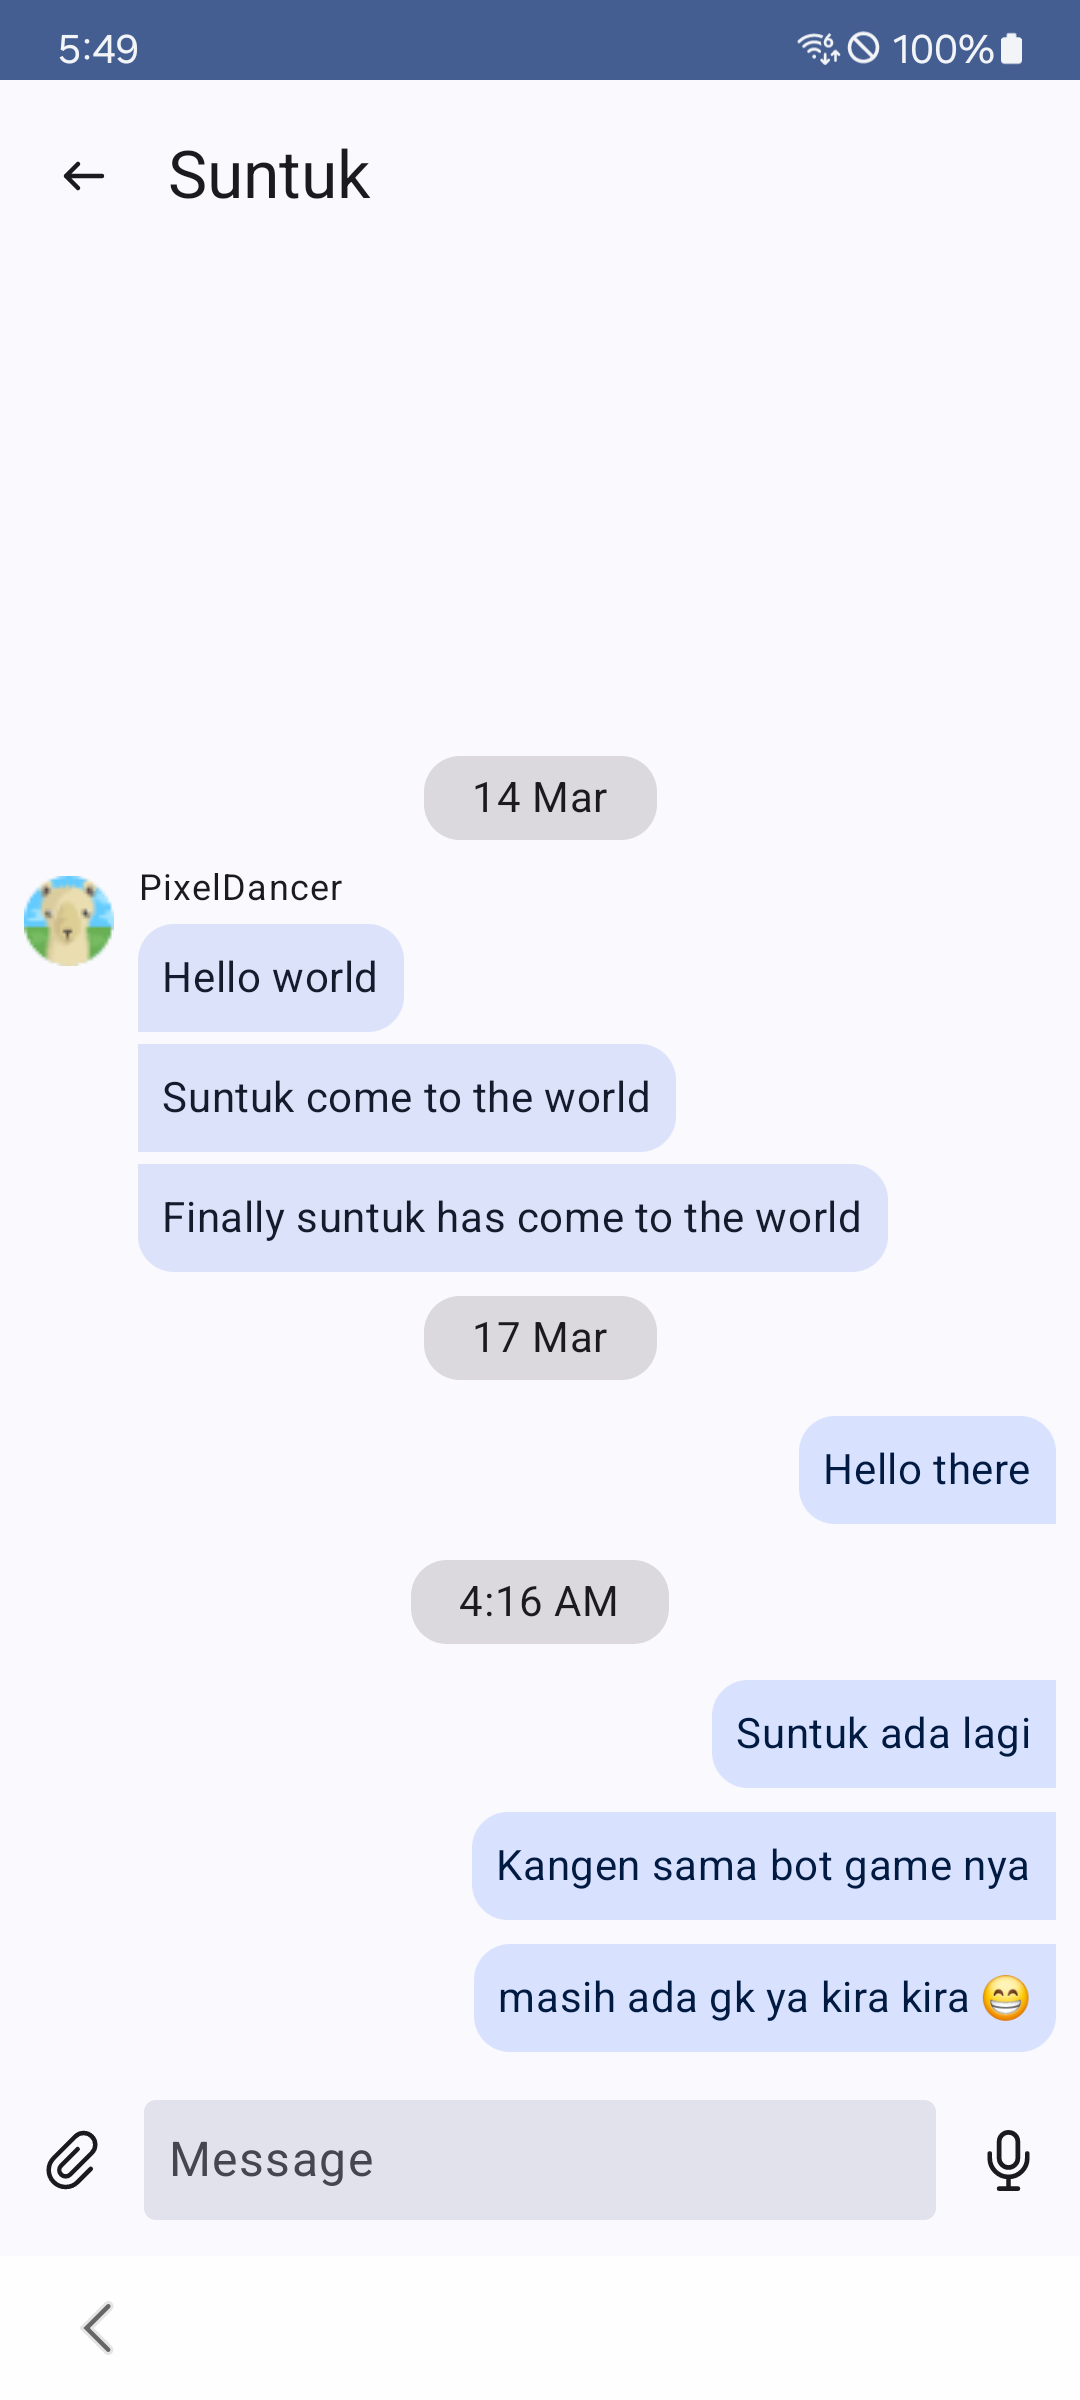 5:49
6 100%
Suntuk
14 Mar
PixelDancer
Hello world
Suntuk come to the world
Finally suntuk has come to the world
17 Mar
Hello there
4:16 AM
Suntuk ada lagi
Kangen sama bot game nya
masih ada gk ya kira kira 😁
Message